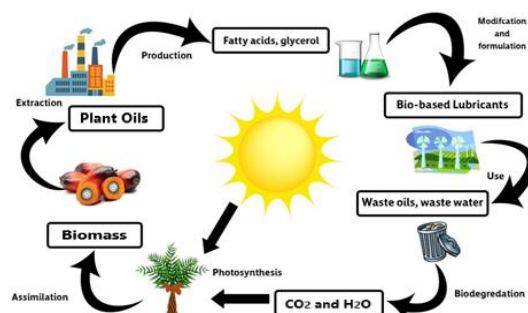 Production
Fatty acids, glycerol
Modifcation and
formulation
Extraction
Plant Oils
Bio-based Lubricants
Use
Waste oils, waste water
Biomass
Photosynthesis
Assimilation
CO2 and H2O
Biodegredation